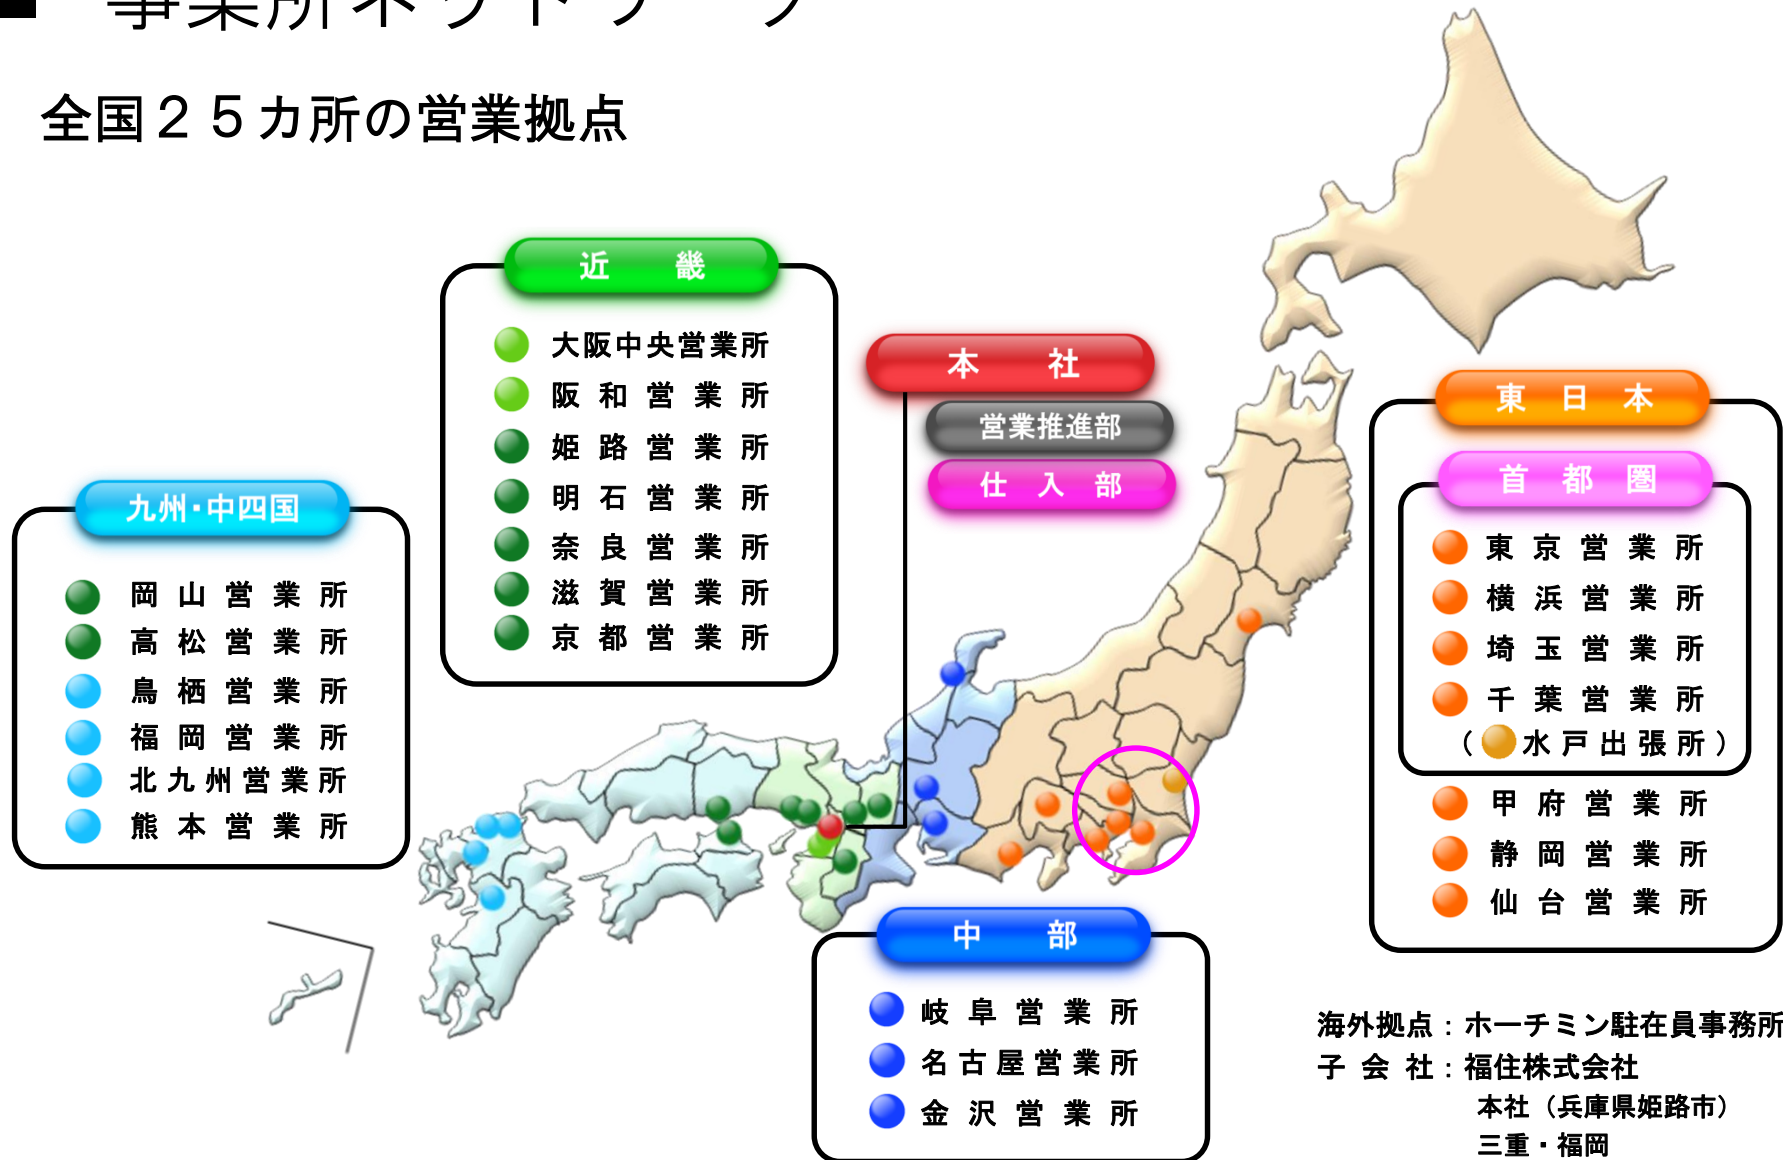 事業所ネットワーク
全国２５カ所の営業拠点
近畿
大阪中央営業所
阪和営業所
姫路営業所
明石営業所
奈良営業所
滋賀営業所
京都営業所
本社
営業推進部
仕入部
九州・中四国
岡山営業所
高松営業所
鳥栖営業所
福岡営業所
北九州営業所
熊本営業所
東日本
首都圏
東京営業所
横浜営業所
埼玉営業所
千葉営業所
（水戸出張所）
甲府営業所
静岡営業所
仙台営業所
中部
岐阜営業所
名古屋営業所
金沢営業所
海外拠点：ホーチミン駐在員事務所
子会社：福住株式会社
本社（兵庫県姫路市）
三重・福岡